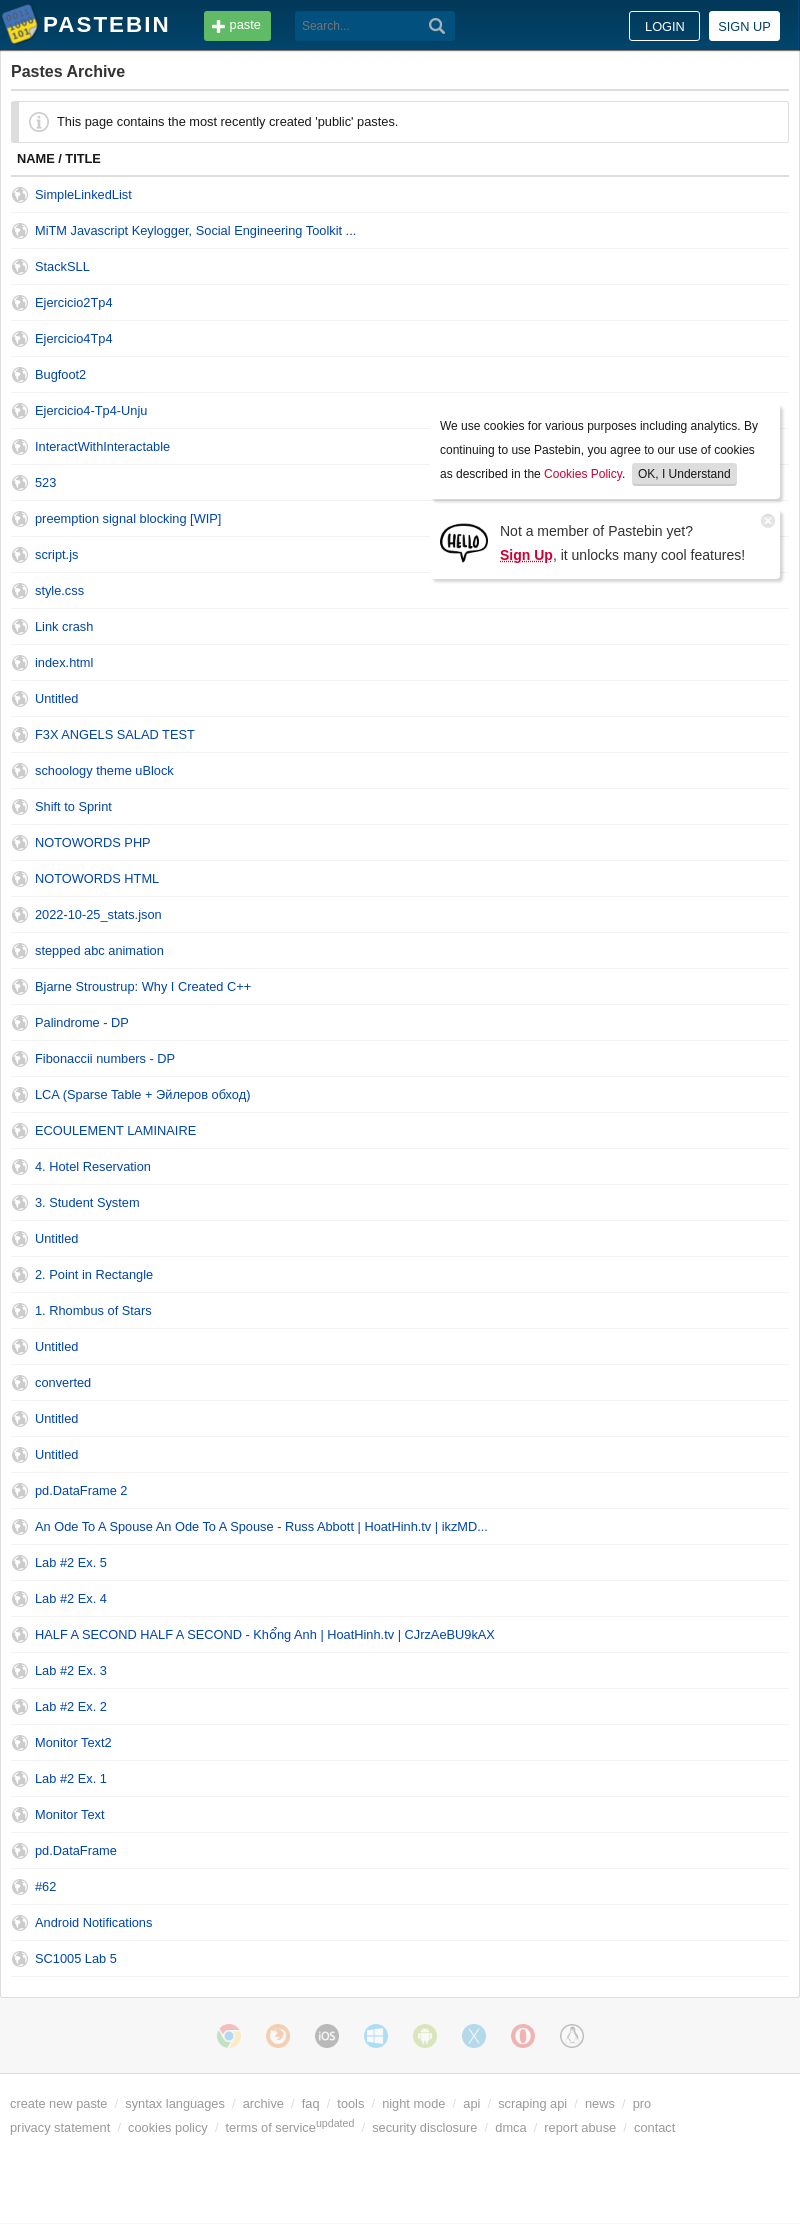 PASTEBIN
paste
Search...
LOGIN
SIGN UP
Pastes Archive
This page contains the most recently created 'public' pastes.
NAME / TITLE
SimpleLinkedList
MiTM Javascript Keylogger, Social Engineering Toolkit ...
StackSLL
Ejercicio2Tp4
Ejercicio4Tp4
Bugfoot2
Ejercicio4-Tp4-Unju
InteractWithInteractable
523
preemption signal blocking [WIP]
script.js
style.css
We use cookies for various purposes including analytics. By
continuing to use Pastebin, you agree to our use of cookies
as described in the Cookies Policy. OK, I Understand
HELLO
Not a member of Pastebin yet?
Sign Up, it unlocks many cool features!
Link crash
index.html
Untitled
F3X ANGELS SALAD TEST
schoology theme uBlock
Shift to Sprint
NOTOWORDS PHP
NOTOWORDS HTML
2022-10-25_stats.json
stepped abc animation
Bjarne Stroustrup: Why I Created C++
Palindrome - DP
Fibonaccii numbers - DP
LCA (Sparse Table + Эйлеров обход)
ECOULEMENT LAMINAIRE
4. Hotel Reservation
3. Student System
Untitled
2. Point in Rectangle
1. Rhombus of Stars
Untitled
converted
Untitled
Untitled
pd.DataFrame 2
An Ode To A Spouse An Ode To A Spouse - Russ Abbott | HoatHinh.tv | ikzMD...
Lab #2 Ex. 5
Lab #2 Ex. 4
HALF A SECOND HALF A SECOND - Khổng Anh | HoatHinh.tv | CJrzAeBU9kAX
Lab #2 Ex. 3
Lab #2 Ex. 2
Monitor Text2
Lab #2 Ex. 1
Monitor Text
pd.DataFrame
#62
Android Notifications
SC1005 Lab 5
iOS
create new paste / syntax languages / archive / faq / tools / night mode / api / scraping api / news / pro
privacy statement / cookies policy / terms of serviceupdated / security disclosure / dmca / report abuse / contact